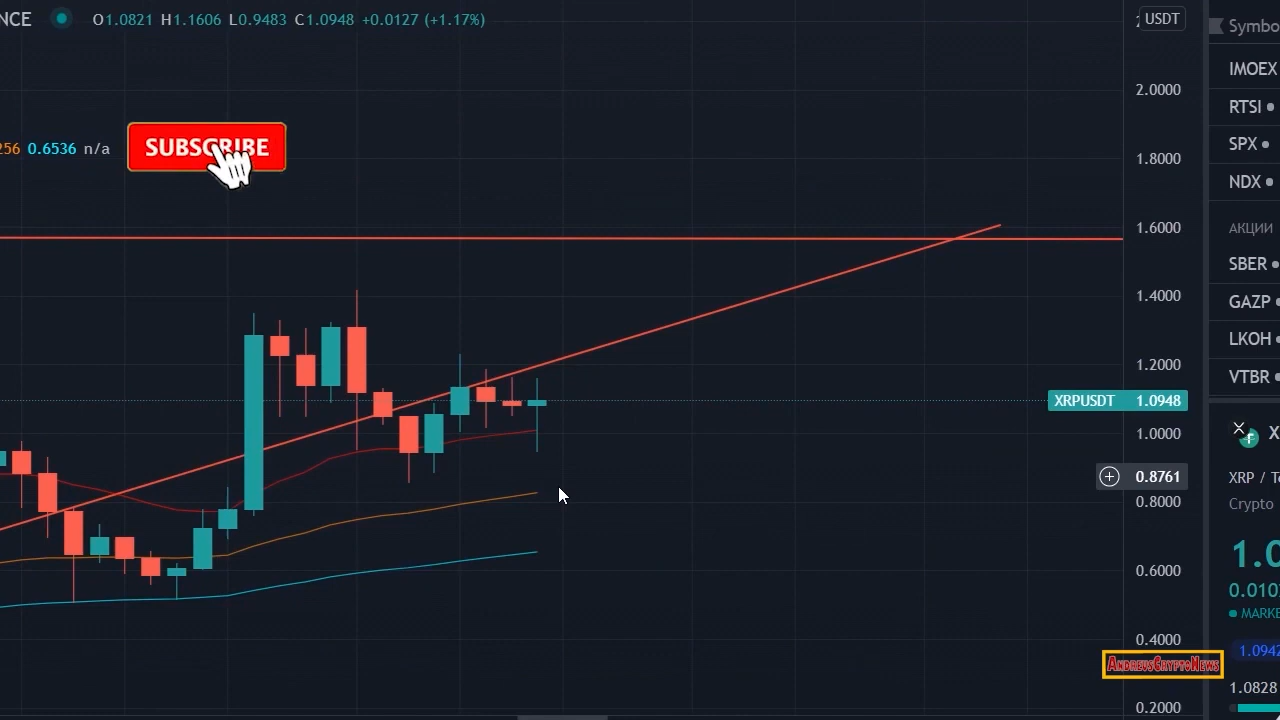 NCE O1.0821 H1.1606 L0.9483 C1.0948 +0.0127 (+1.17%)
USDT
Symbo
2.0000
IMOEX
RTSI
256 0.6536 n/a
SUBSCRIBE
1.8000
SPX
NDX
1.6000
АКЦИИ
SBER
1.4000
GAZP
LKOH
1.2000
VTBR
XRPUSDT 1.0948
1.0000
X
0.8761
XRP / Te
0.8000
Crypto
1.0
0.6000
0.010
MARKE
0.4000
1.0942
ANDREVSCRYPTONEWS
1.0828
0.2000